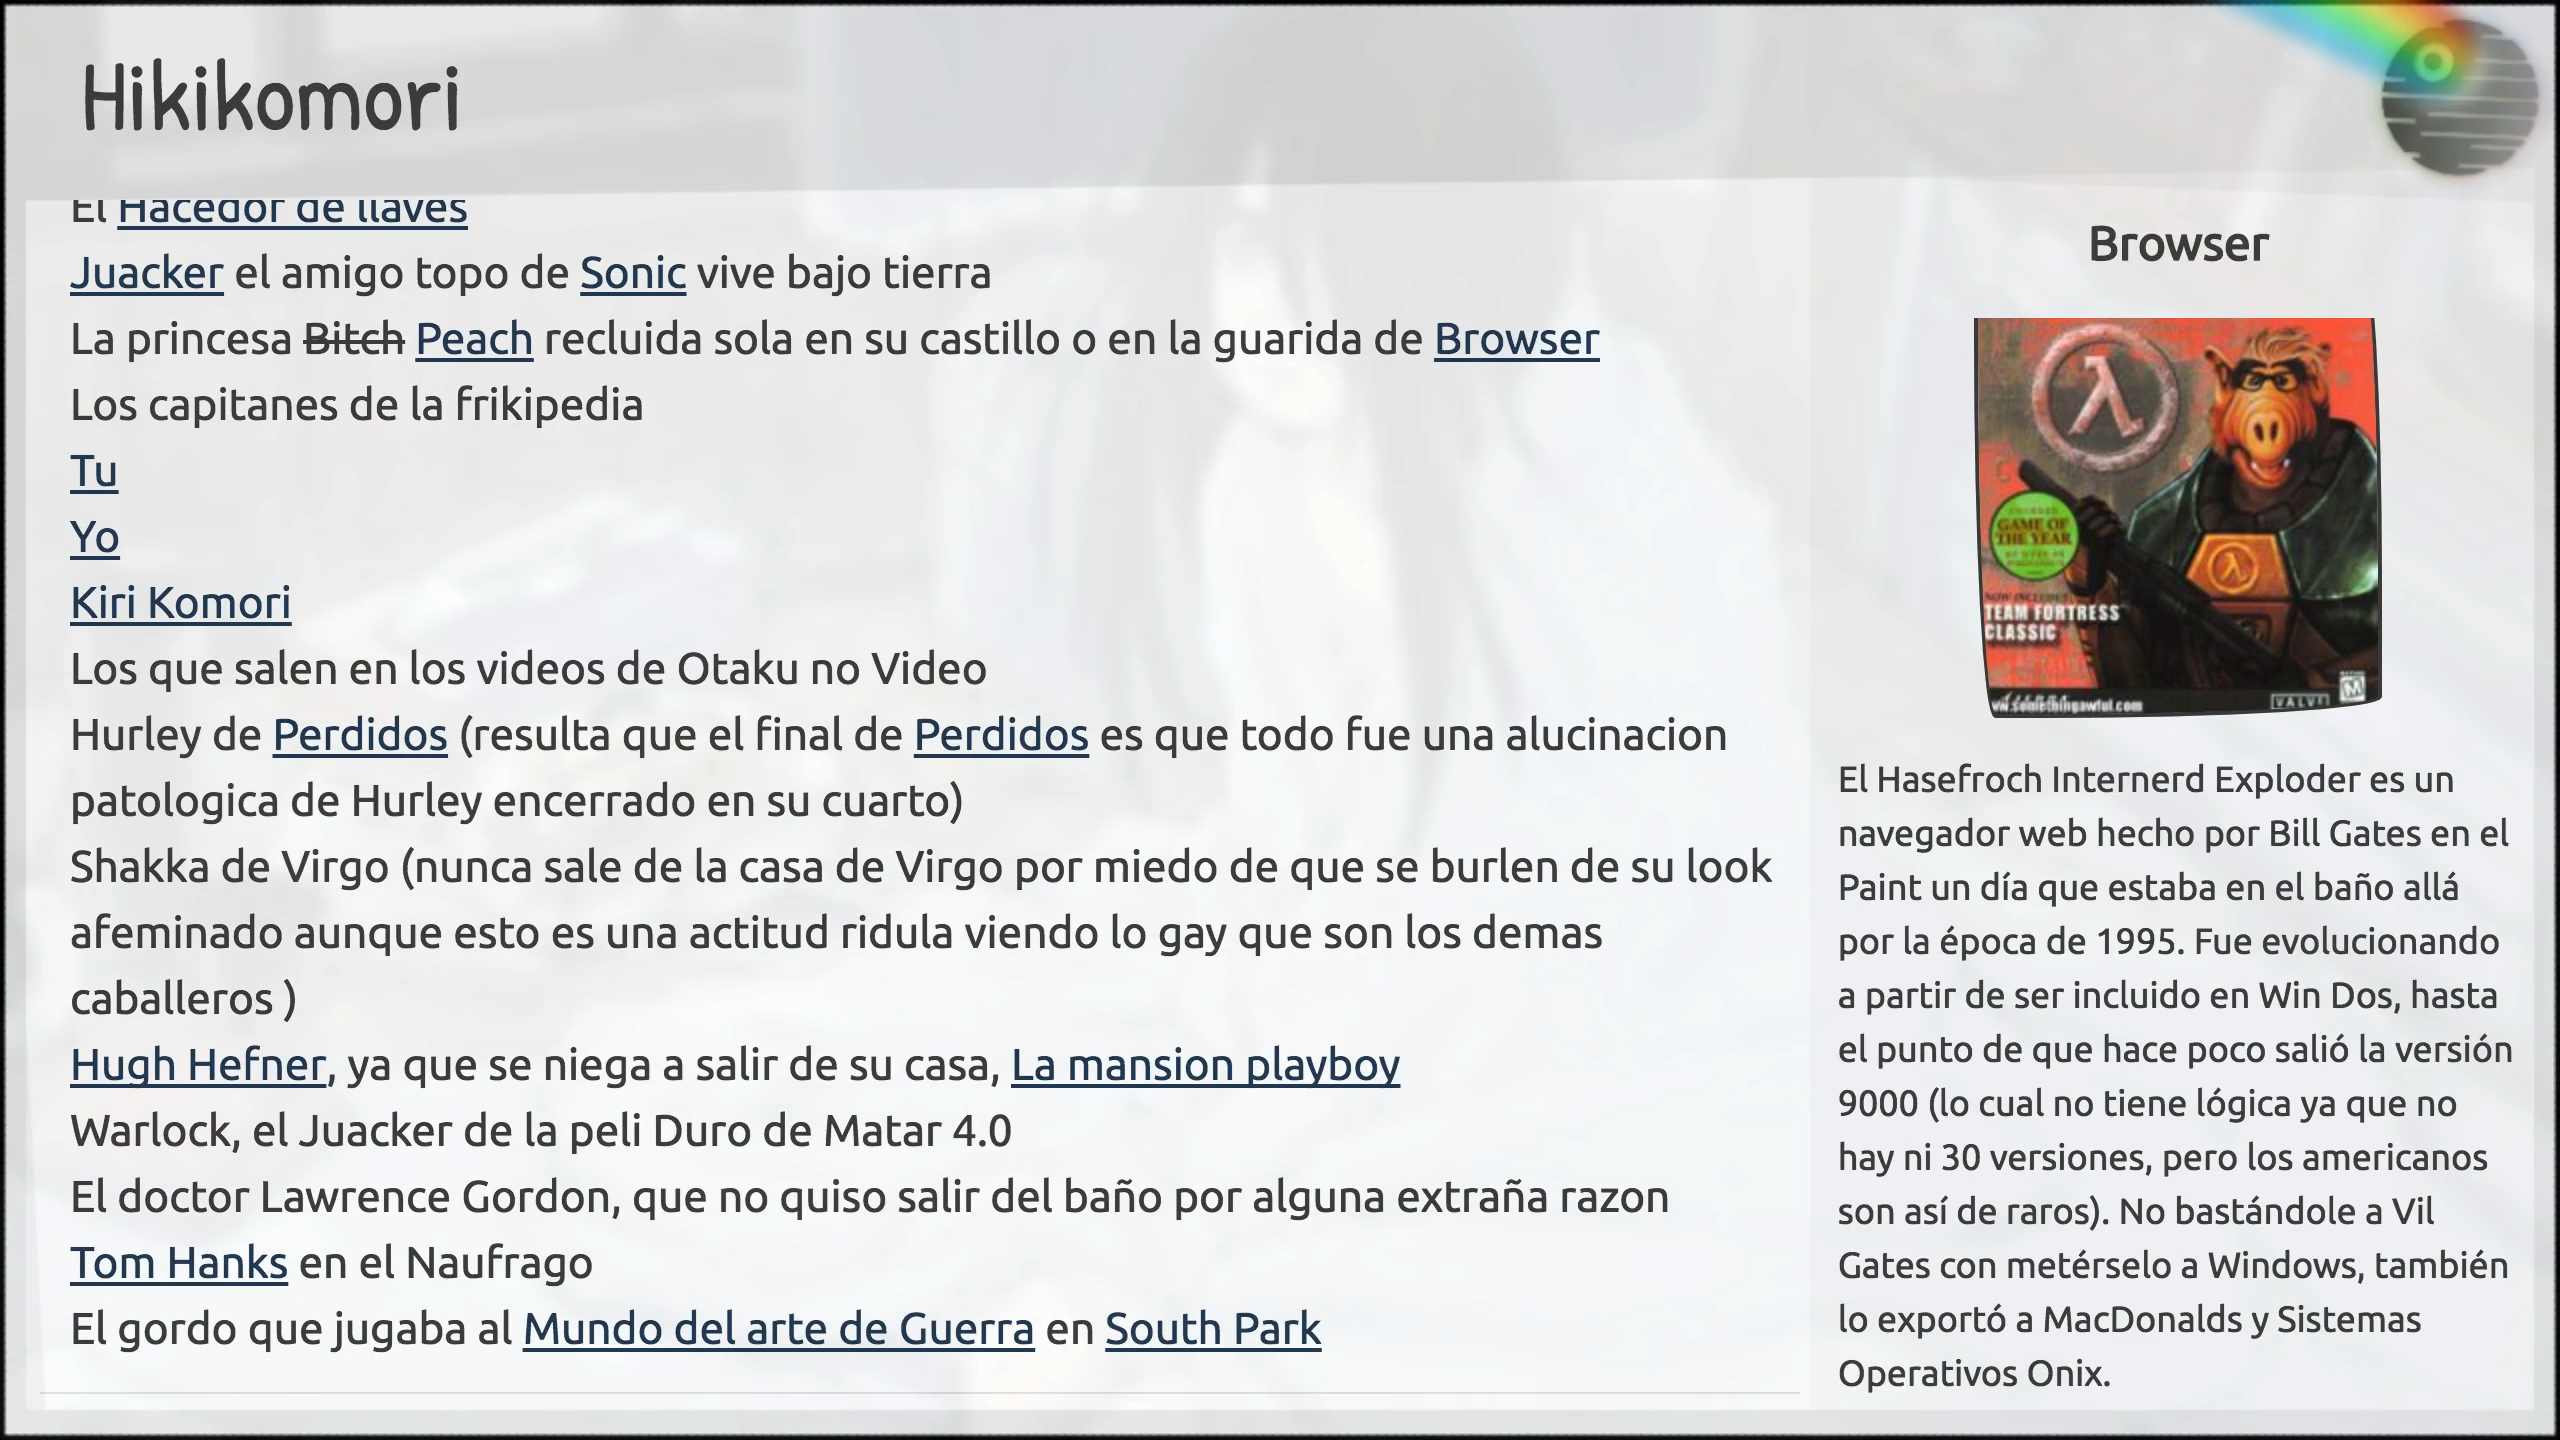 Hikikomori
El Hacedor de llaves
Juacker el amigo topo de Sonic vive bajo tierra
La princesa Bitch Peach recluida sola en su castillo o en la guarida de Browser
Los capitanes de la frikipedia
Tu
Yo
Kiri Komori
Los que salen en los videos de Otaku no Video
Hurley de Perdidos (resulta que el final de Perdidos es que todo fue una alucinacion
patologica de Hurley encerrado en su cuarto)
Shakka de Virgo (nunca sale de la casa de Virgo por miedo de que se burlen de su look
afeminado aunque esto es una actitud ridula viendo lo gay que son los demas
caballeros )
Hugh Hefner, ya que se niega a salir de su casa, La mansion playboy
Warlock, el Juacker de la peli Duro de Matar 4.0
El doctor Lawrence Gordon, que no quiso salir del baño por alguna extraña razon
Tom Hanks en el Naufrago
El gordo que jugaba al Mundo del arte de Guerra en South Park
Browser
GAME OF
THE YEAR
NOW INCLUDES
TEAM FORTRESS
CLASSIC
VALVE
M
El Hasefroch Internerd Exploder es un
navegador web hecho por Bill Gates en el
Paint un día que estaba en el baño allá
por la época de 1995. Fue evolucionando
a partir de ser incluido en Win Dos, hasta
el punto de que hace poco salió la versión
9000 (lo cual no tiene lógica ya que no
hay ni 30 versiones, pero los americanos
son así de raros). No bastándole a Vil
Gates con metérselo a Windows, también
lo exportó a MacDonalds y Sistemas
Operativos Onix.